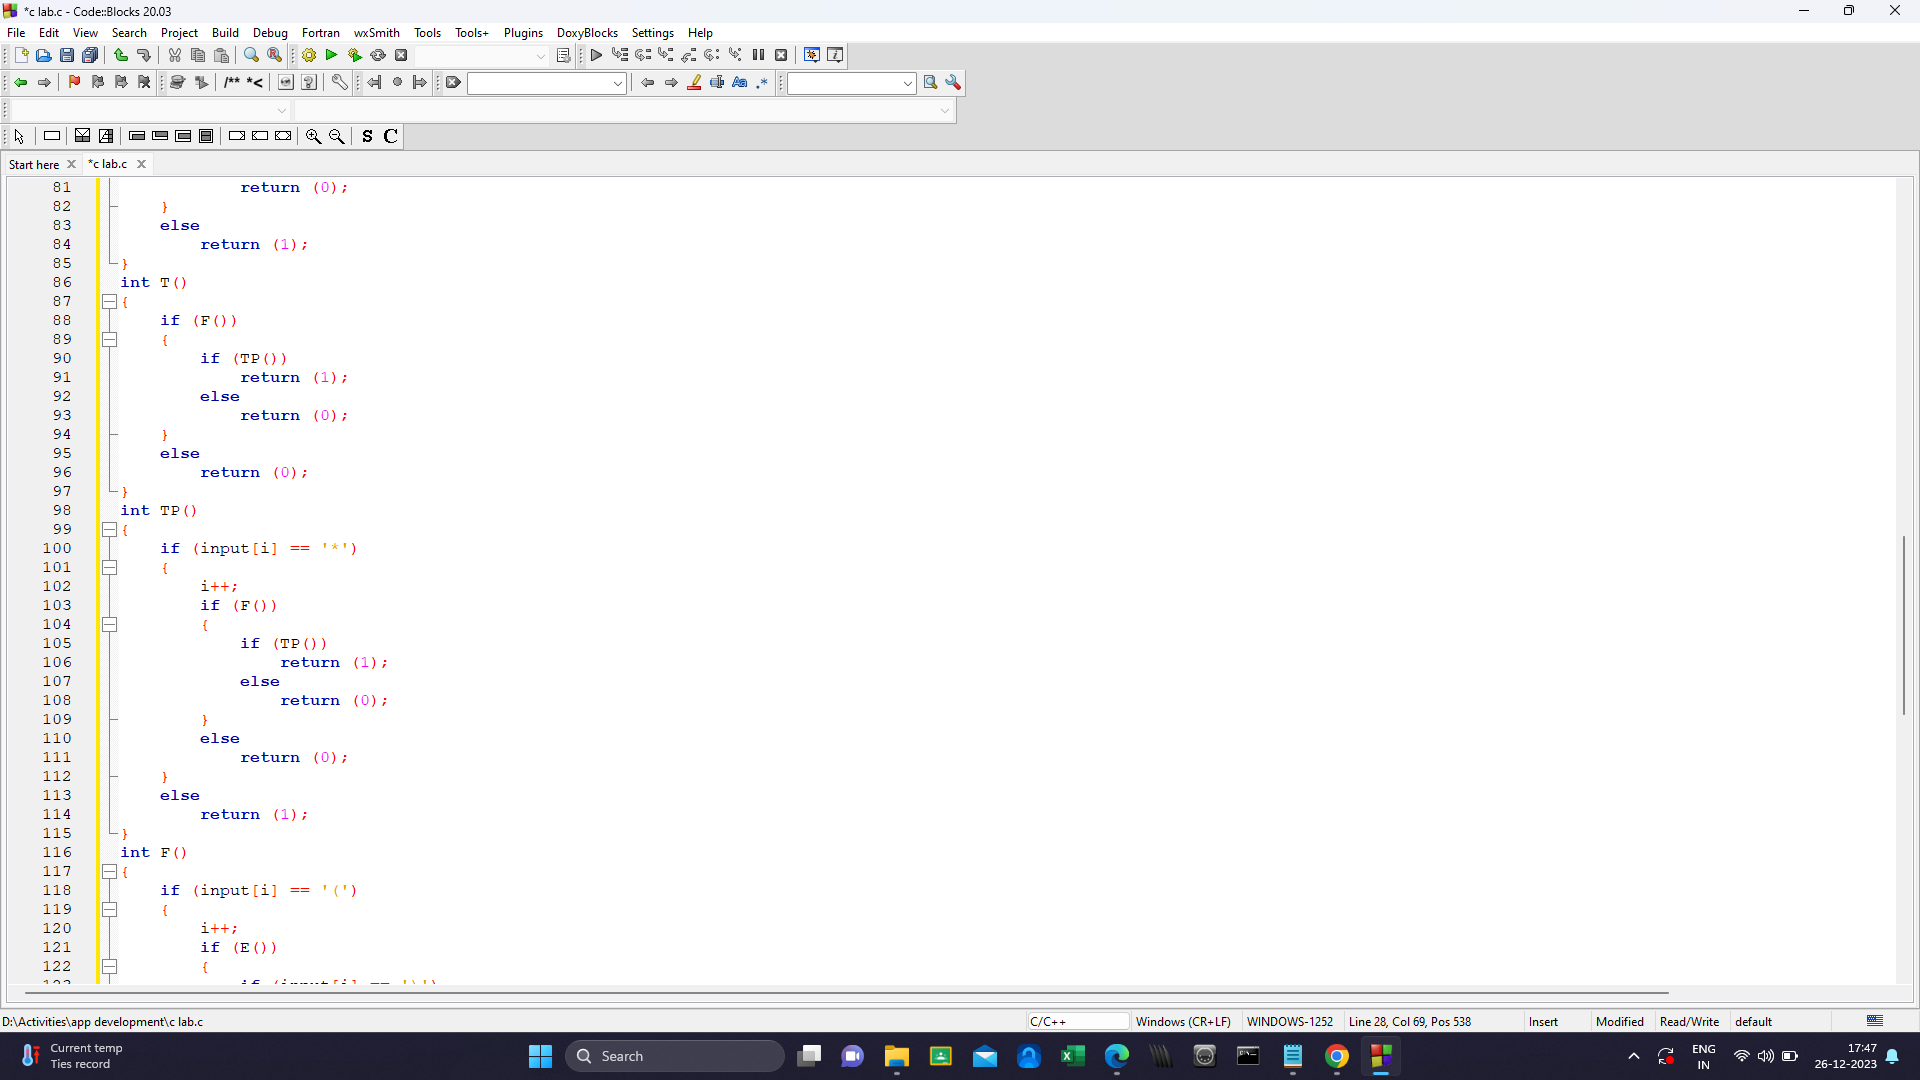 *c lab.c - Code::Blocks 20.03
File Edit View Search Project Build Debug Fortran wxSmith Tools Tools+ Plugins DoxyBlocks Settings Help
/** *<
S C
Start here *c lab.c
81 return (0);
82 }
83 else
84 return (1);
85 }
86 int T()
87 {
88 if (F())
89 {
90 if (TP())
91 return (1);
92 else
93 return (0);
94 }
95 else
96 return (0);
97 }
98 int TP()
99 {
100 if (input[i] == '*')
101 {
102 i++;
103 if (F())
104 {
105 if (TP())
106 return (1);
107 else
108 return (0);
109 }
110 else
111 return (0);
112 }
113 else
114 return (1);
115 }
116 int F()
117 {
118 if (input[i] == '(')
119 {
120 i++;
121 if (E())
122 {
123 if (input[i] == ')')
D:\Activities\app development\c lab.c C/C++ Windows (CR+LF) WINDOWS-1252 Line 28, Col 69, Pos 538 Insert Modified Read/Write default
Current temp
Ties record
Search
ENG
IN
17:47
26-12-2023